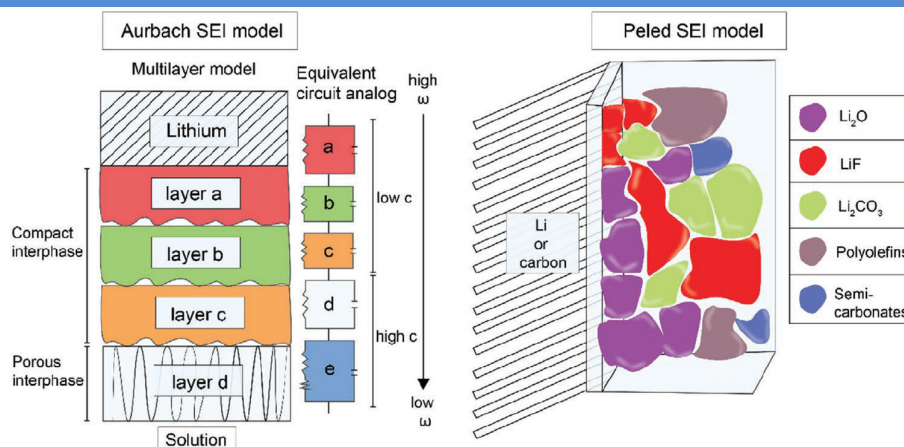 Aurbach SEI model
Peled SEI model
Multilayer model
Equivalent
circuit analog
high
ω
Lithium
a
layer a
b
low c
Compact
interphase
layer b
c
layer c
d
high c
Porous
interphase
layer d
e
low
ω
Solution
Li
or
carbon
Li₂O
LiF
Li₂CO₃
Polyolefins
Semi-
carbonates